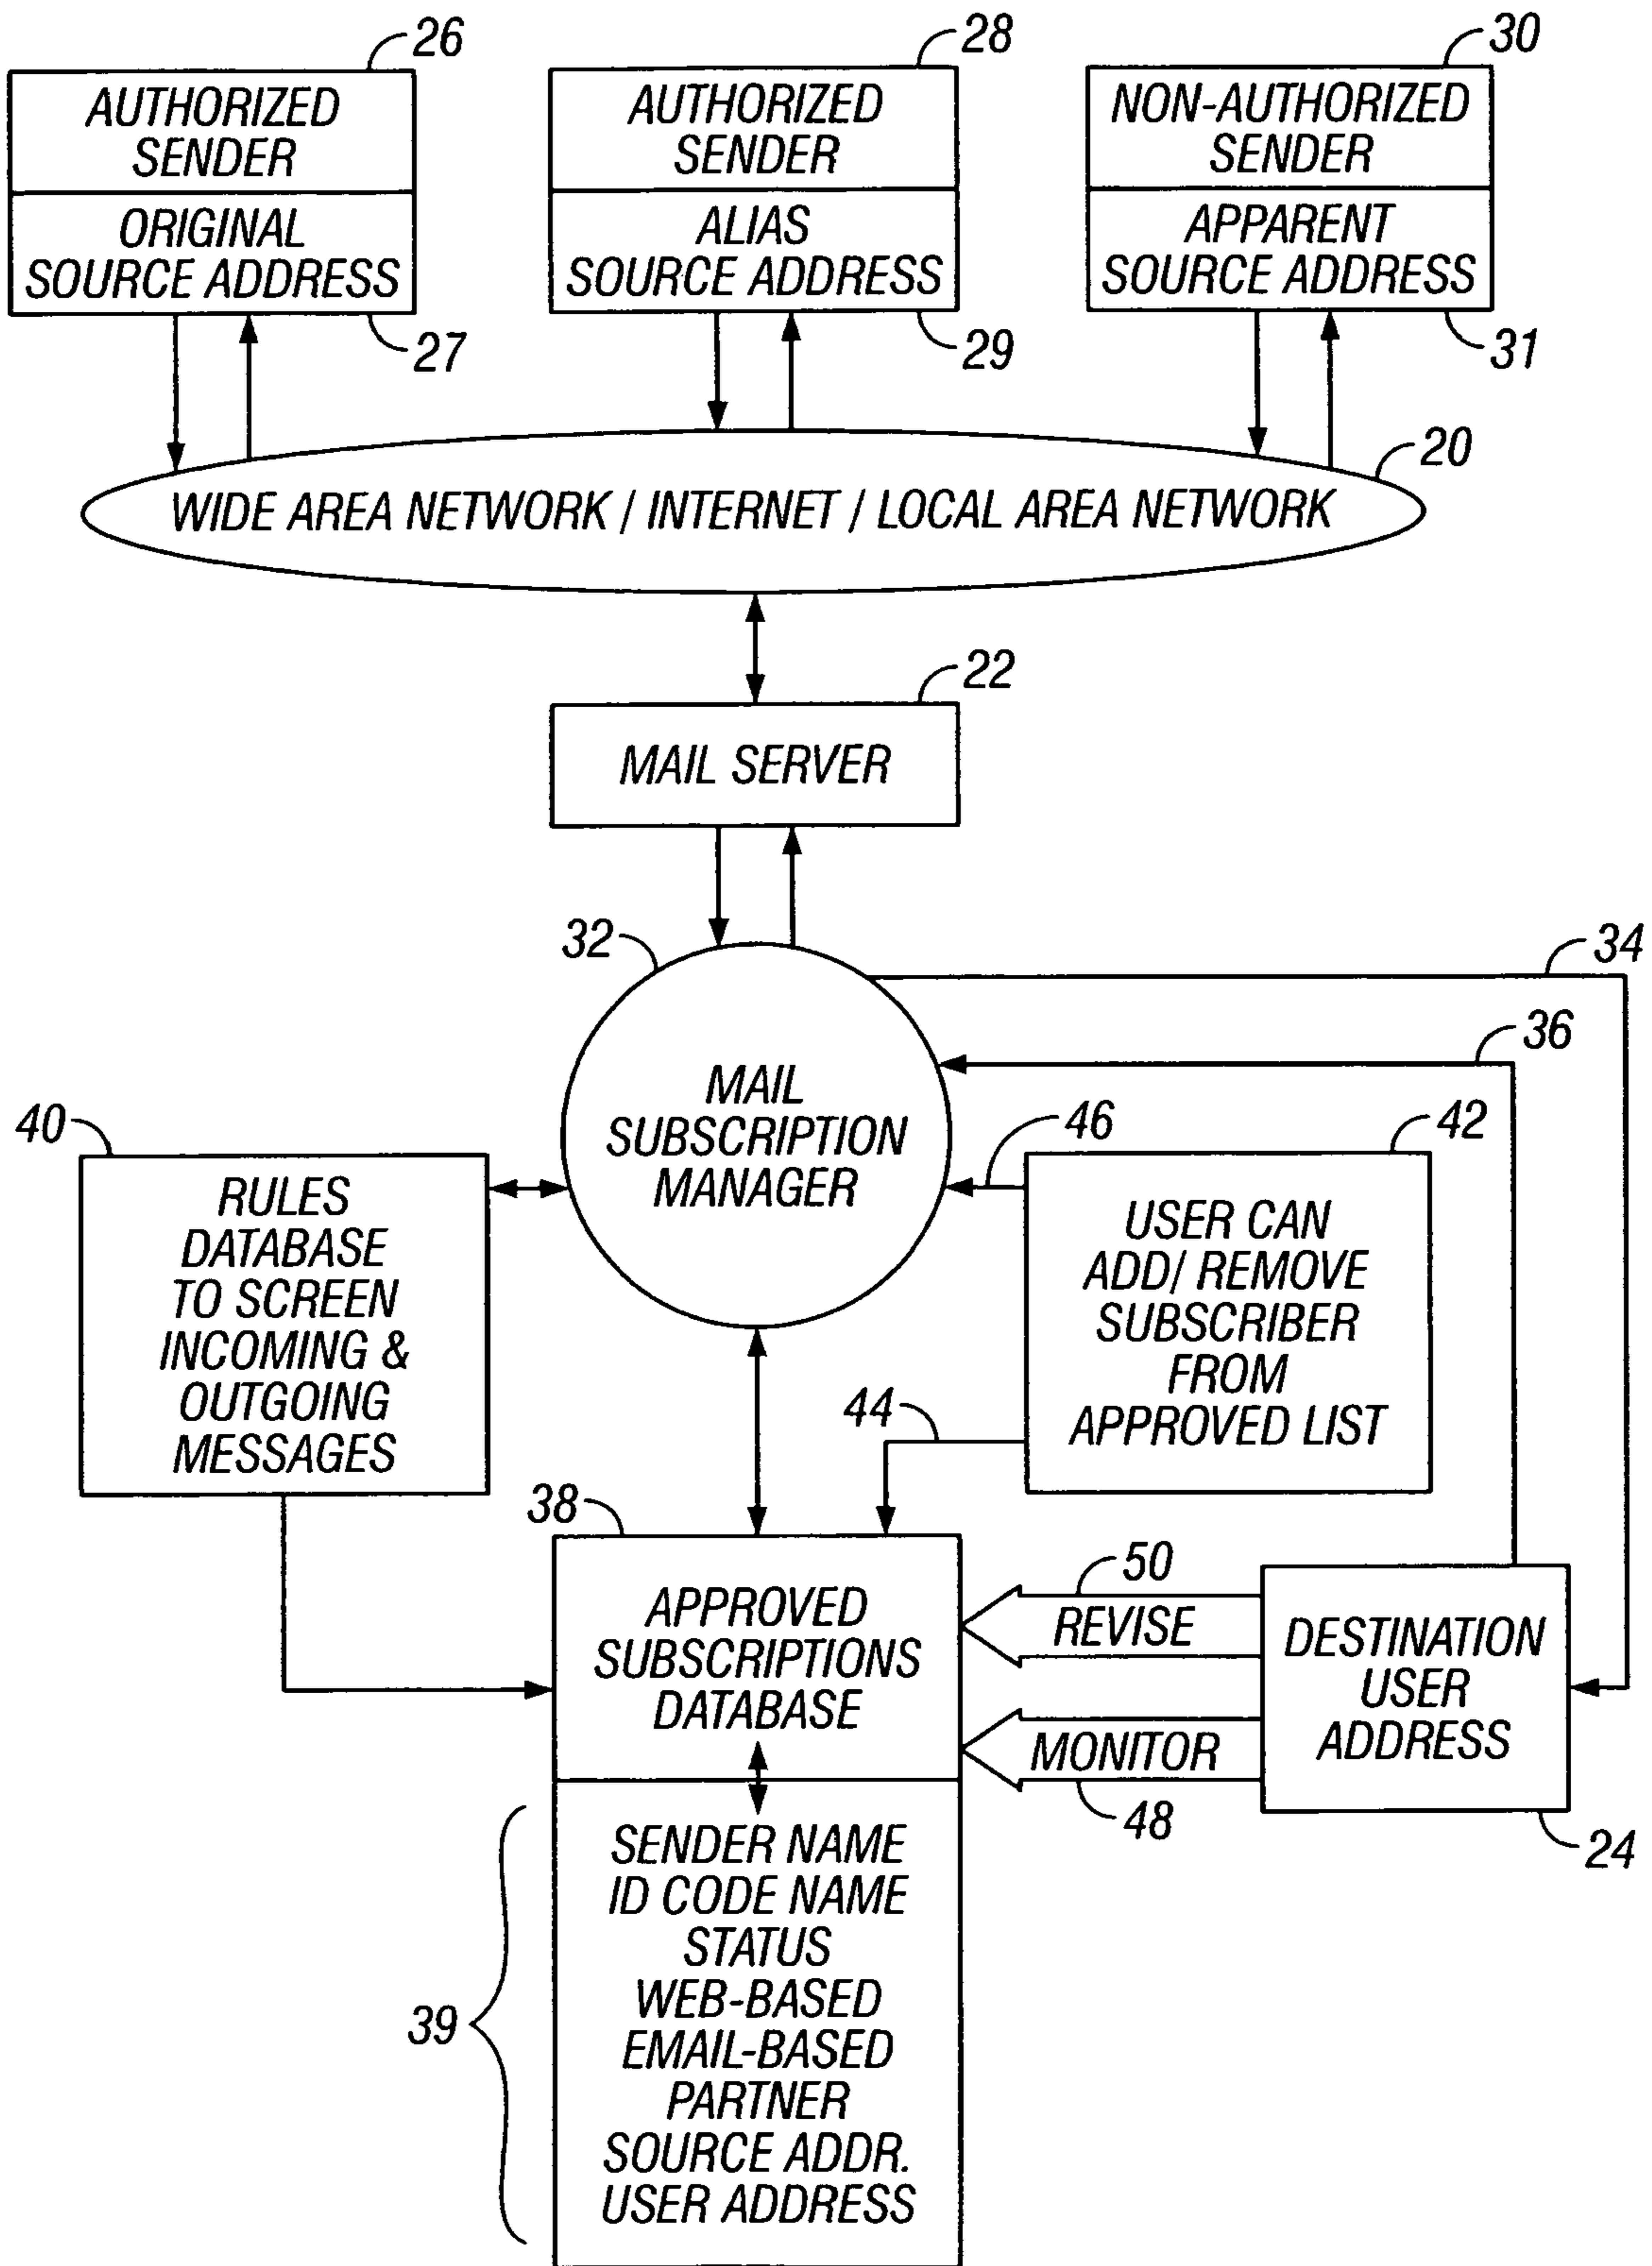 26
28
30
AUTHORIZED
SENDER
ORIGINAL
SOURCE ADDRESS
27
AUTHORIZED
SENDER
ALIAS
SOURCE ADDRESS
29
NON-AUTHORIZED
SENDER
APPARENT
SOURCE ADDRESS
31
20
WIDE AREA NETWORK / INTERNET / LOCAL AREA NETWORK
22
MAIL SERVER
32
34
36
MAIL
SUBSCRIPTION
MANAGER
40
RULES
DATABASE
TO SCREEN
INCOMING &
OUTGOING
MESSAGES
46
42
USER CAN
ADD/ REMOVE
SUBSCRIBER
FROM
APPROVED LIST
44
38
APPROVED
SUBSCRIPTIONS
DATABASE
50
REVISE
MONITOR
48
DESTINATION
USER
ADDRESS
24
39
SENDER NAME
ID CODE NAME
STATUS
WEB-BASED
EMAIL-BASED
PARTNER
SOURCE ADDR.
USER ADDRESS